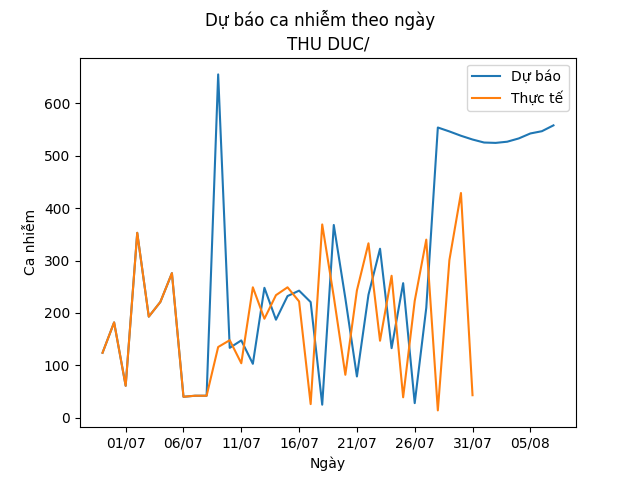 Dự báo ca nhiễm theo ngày
THU DUC/
Dự báo
Thực tế
Ca nhiễm
600
500
400
300
200
100
0
01/07 06/07 11/07 16/07 21/07 26/07 31/07 05/08
Ngày